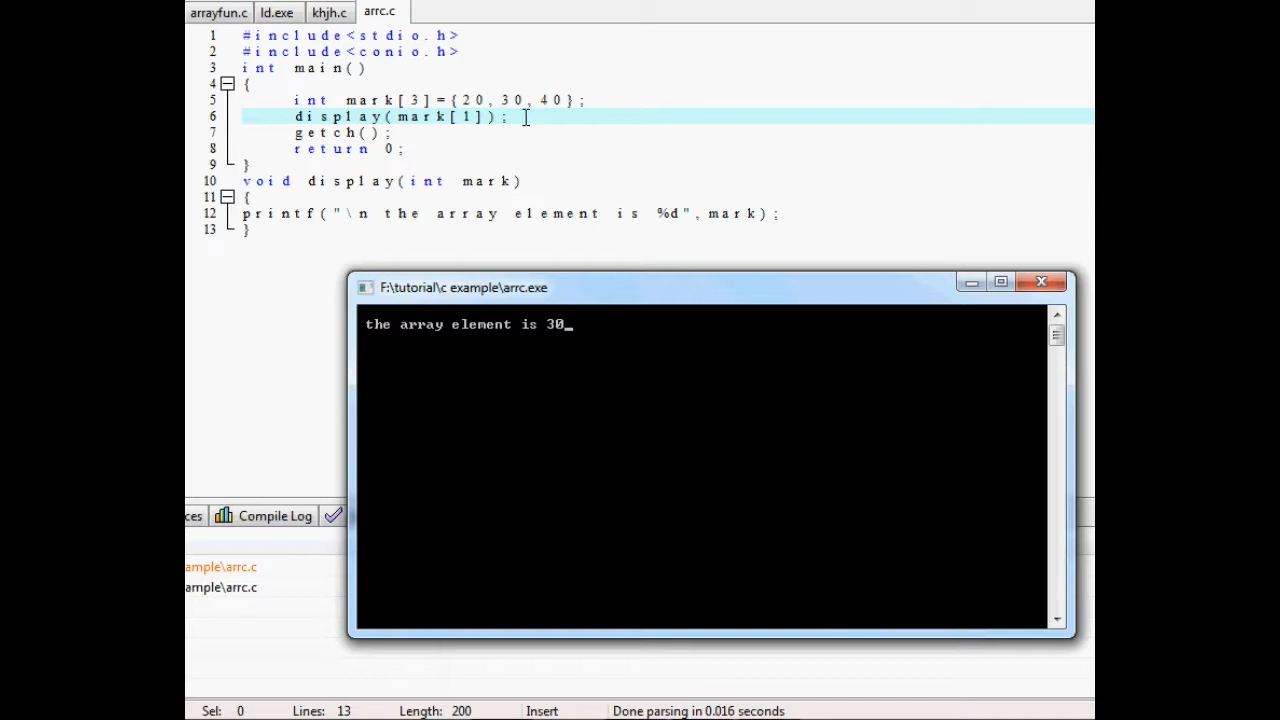 arrayfun.c ld.exe khjh.c arrc.c
1 #include<stdio.h>
2 #include<conio.h>
3 int main()
4 {
5 int mark[3]={20,30,40};
6 display(mark[1]);
7 getch();
8 return 0;
9 }
10 void display(int mark)
11 {
12 printf("\n the array element is %d",mark);
13 }
F:\tutorial\c example\arrc.exe
the array element is 30_
ces Compile Log
ample\arrc.c
ample\arrc.c
Sel: 0 Lines: 13 Length: 200 Insert Done parsing in 0.016 seconds